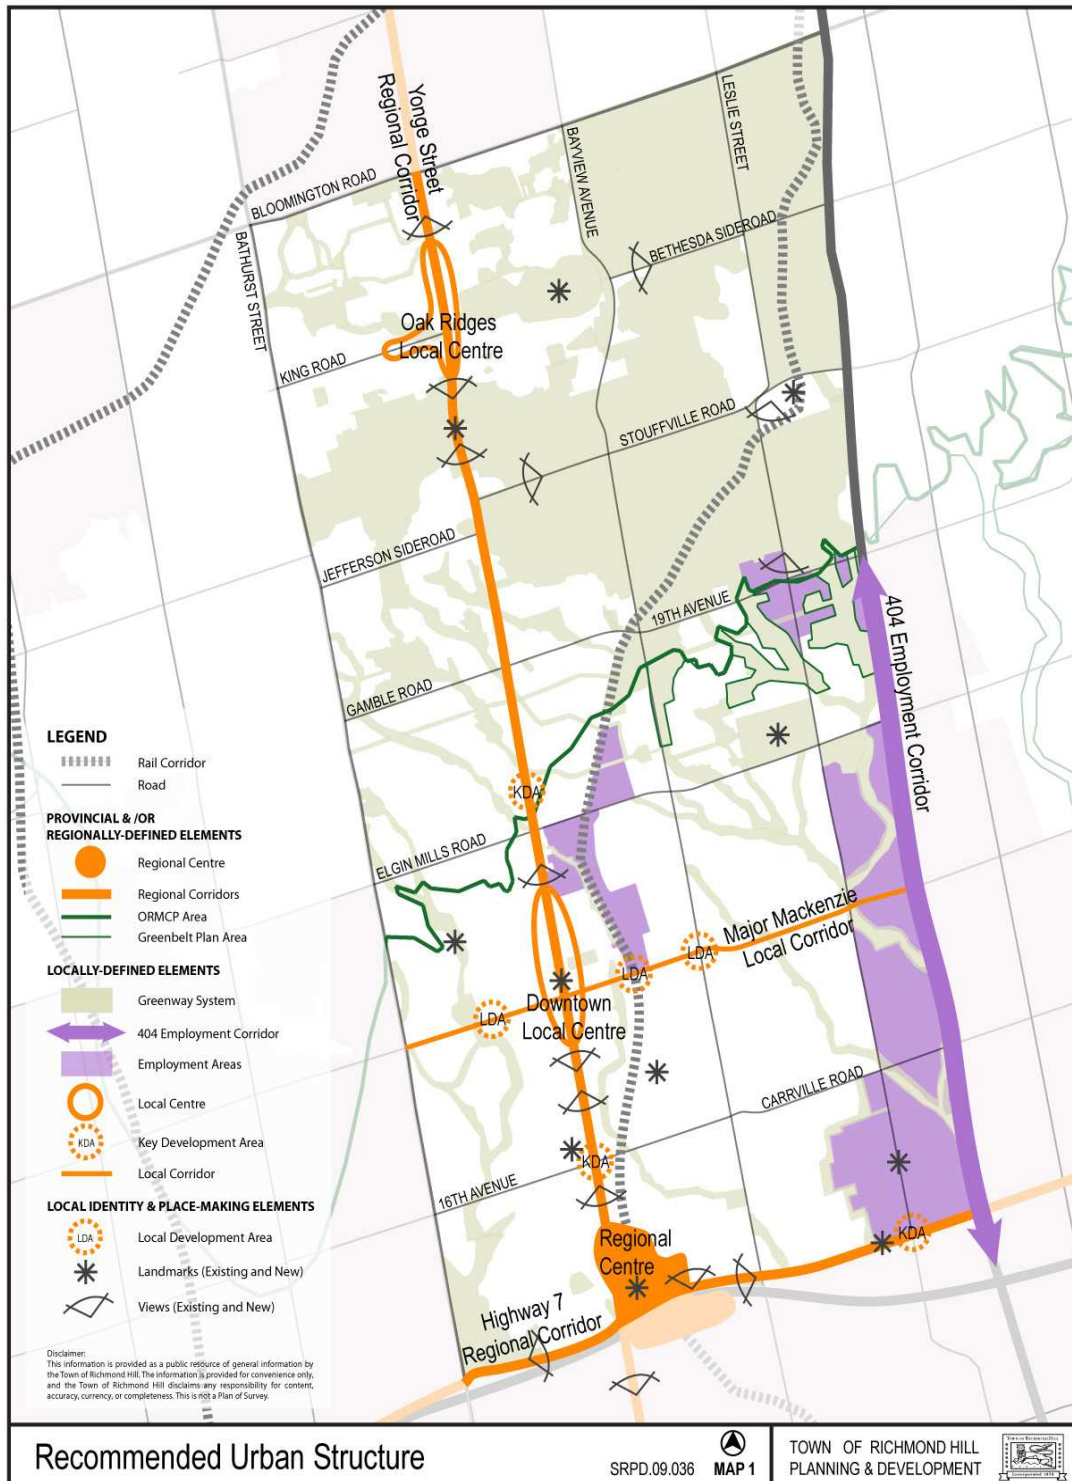 Yonge Street
Regional Corridor
BLOOMINGTON ROAD
BATHURST STREET
BAYVIEW AVENUE
LESLIE STREET
BETHESDA SIDEROAD
Oak Ridges
Local Centre
KING ROAD
STOUFFVILLE ROAD
JEFFERSON SIDEROAD
19TH AVENUE
404 Employment Corridor
GAMBLE ROAD
KDA
ELGIN MILLS ROAD
Major Mackenzie
Local Corridor
LDA
LDA
LDA
Downtown
Local Centre
CARRVILLE ROAD
16TH AVENUE
KDA
KDA
Regional
Centre
Highway 7
Regional Corridor
LEGEND
Rail Corridor
Road
PROVINCIAL & /OR
REGIONALLY-DEFINED ELEMENTS
Regional Centre
Regional Corridors
ORMCP Area
Greenbelt Plan Area
LOCALLY-DEFINED ELEMENTS
Greenway System
404 Employment Corridor
Employment Areas
Local Centre
KDA
Key Development Area
Local Corridor
LOCAL IDENTITY & PLACE-MAKING ELEMENTS
LDA
Local Development Area
Landmarks (Existing and New)
Views (Existing and New)
Disclaimer:
This information is provided as a public resource of general information by
the Town of Richmond Hill. The information is provided for convenience only,
and the Town of Richmond Hill disclaims any responsibility for content,
accuracy, currency, or completeness. This is not a Plan of Survey.
Recommended Urban Structure
SRPD.09.036
MAP 1
TOWN OF RICHMOND HILL
PLANNING & DEVELOPMENT